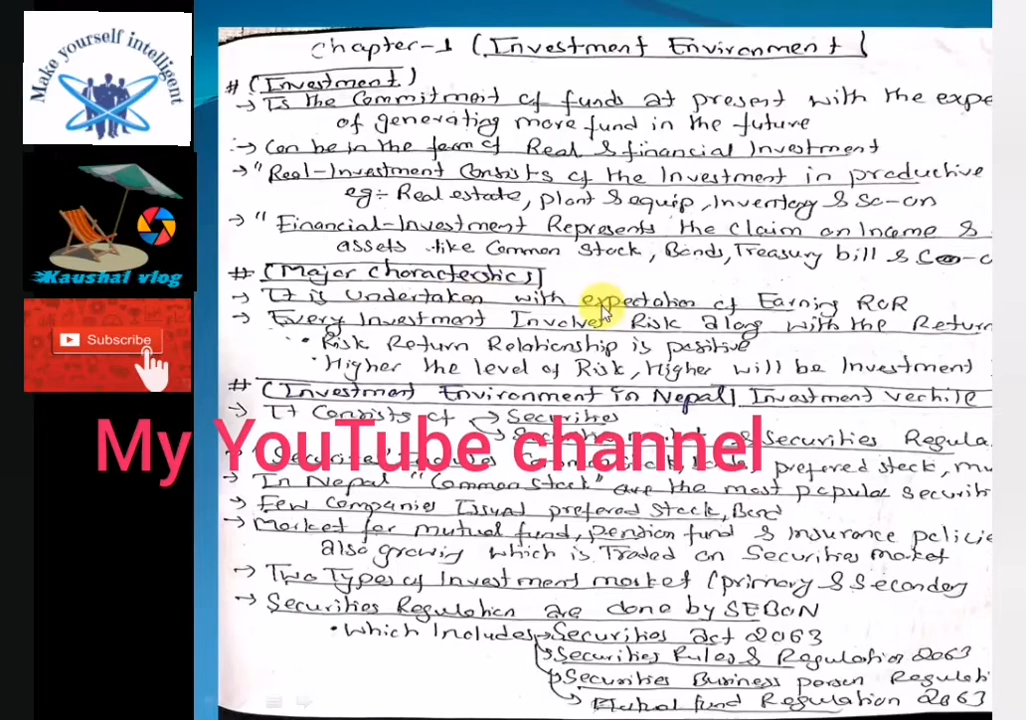 Make yourself intelligent
Kaushal vlog
Subscribe
Chapter-1 (Investment Environment)
# (Investment)
→ Is the commitment of funds at present with the expe
of generating more fund in the future
→ can be in the form of Real & financial Investment
→ "Real-Investment Consists of the Investment in productive
eg÷ Real estate, plant & equip, Inventory & so-on
→ "Financial-Investment Represents the claim on Income &
assets like Common Stock, Bonds, Treasury bill & so-o
# [Major Characterstics]
→ It is undertaken with expectation of Earning ROR
→ Every Investment Involves Risk along with the Return
• Risk Return Relationship is positive
• Higher the level of Risk, Higher will be Investment
# (Investment Environment in Nepal) Investment vechile
→ It Consists of → Securities
& Securities Regula
My YouTube channel
prefered stock, mu
→ In Nepal "Common stock" are the most popular securiti
→ Few Companies Issued prefered stock, Bond
→ Market for mutual fund, pension fund & Insurance policie
also growing which is Traded on Securities market
→ Two Types of Investment market (primary & Secondery
→ Securities Regulation are done by SEBON
• Which Includes → Securities act 2063
→ Securities Rules & Regulation 2063
→ Securities Business person Regulati
→ Mutual fund Regulation 2063